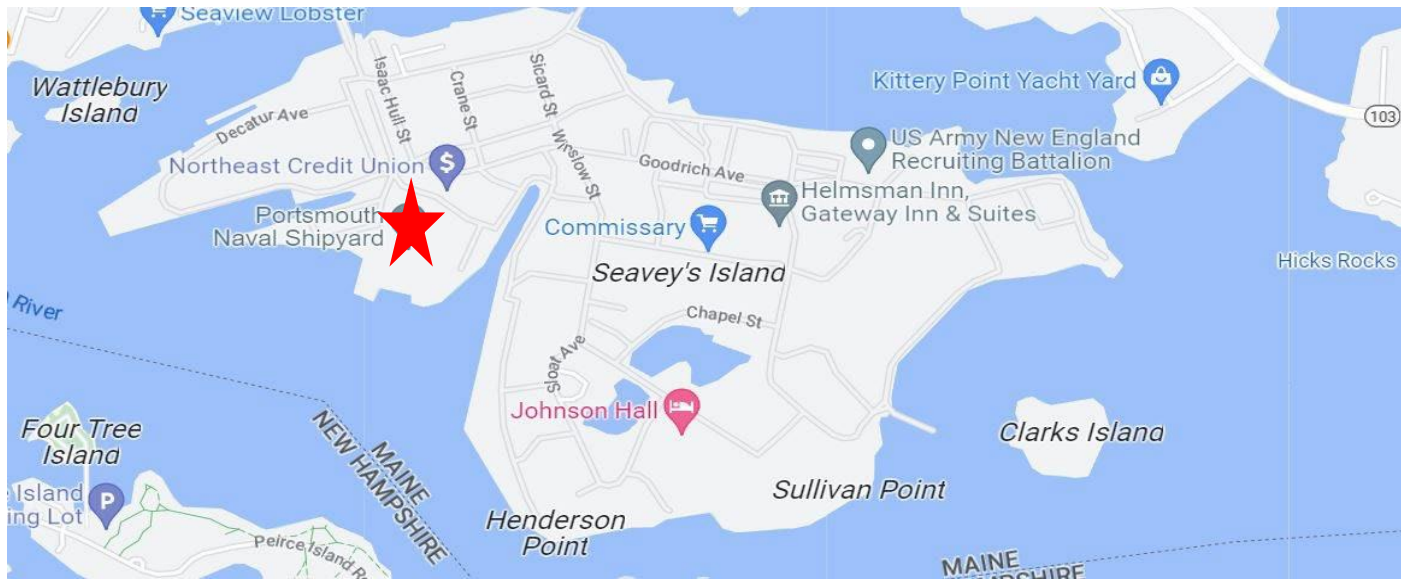 Seaview Lobster
Wattlebury
Island
Isaac Hull St
Crane St
Sicard St
Decatur Ave
Winslow St
Kittery Point Yacht Yard
103
Northeast Credit Union
$
Goodrich Ave
US Army New England
Recruiting Battalion
Portsmouth
Naval Shipyard
Helmsman Inn,
Gateway Inn & Suites
Commissary
Seavey's Island
Hicks Rocks
River
Chapel St
Sloat Ave
Johnson Hall
Four Tree
Island
MAINE
NEW HAMPSHIRE
Clarks Island
Island
ing Lot
P
Sullivan Point
Henderson
Point
Peirce Island R
MAINE
MPSHIRE